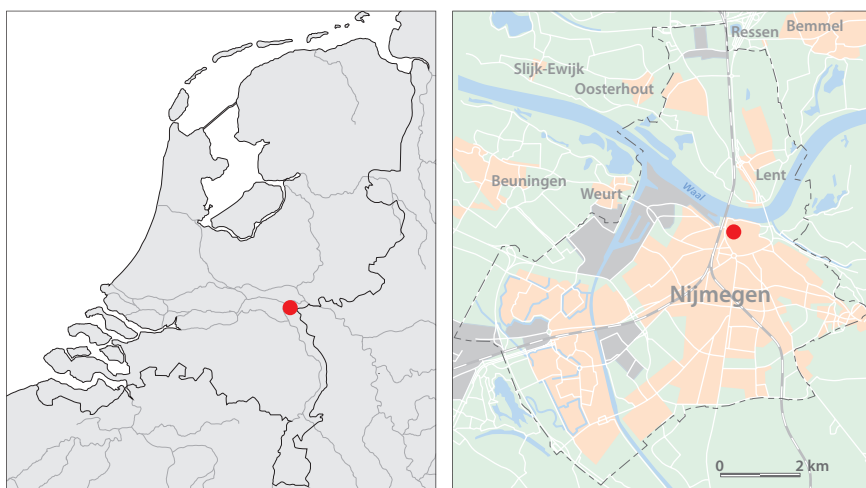 Ressen
Bemmel
Slijk-Ewijk
Oosterhout
Lent
Beuningen
Weurt
Waal
Nijmegen
0 2 km